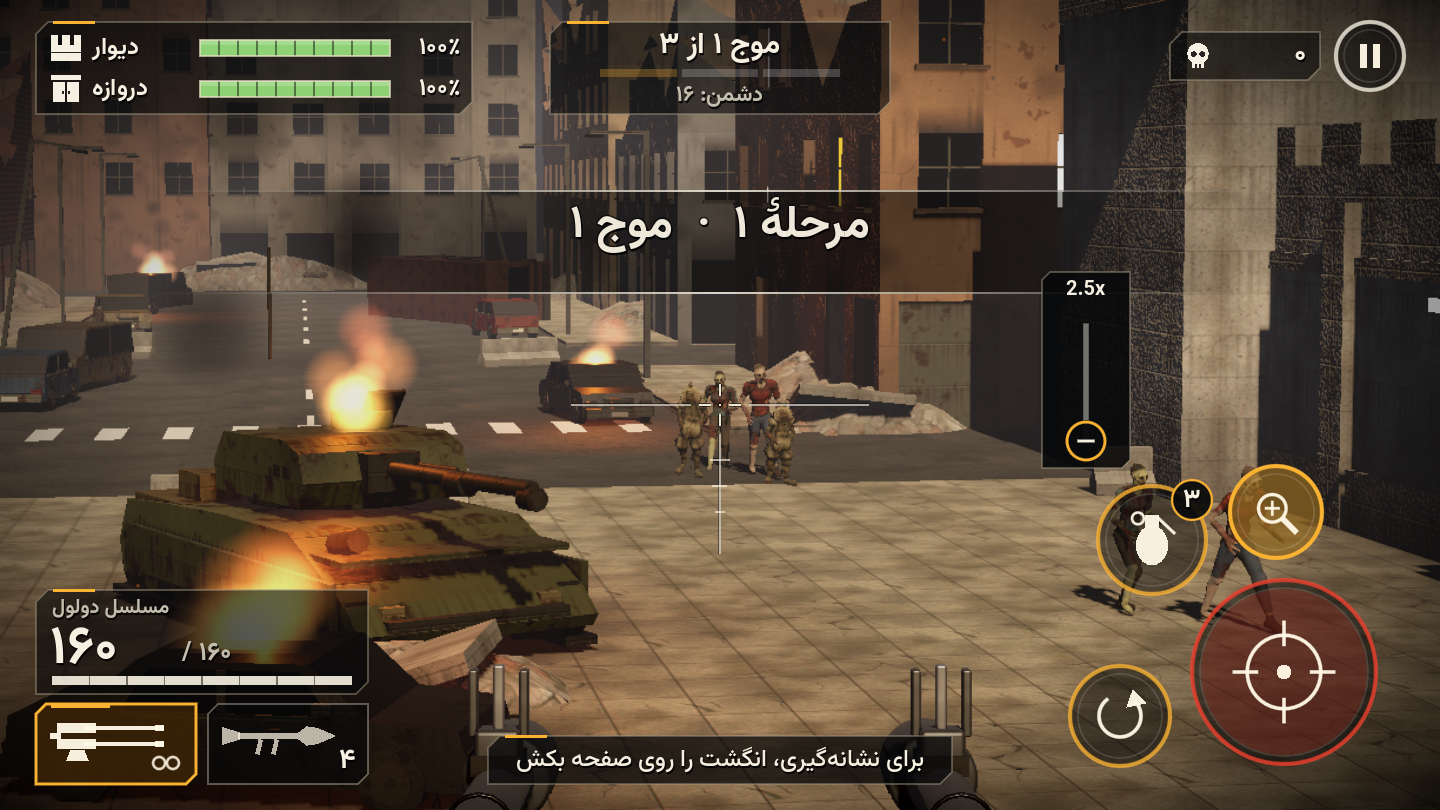 دیوار ۱۰۰٪
دروازه ۱۰۰٪
موج ۱ از ۳
دشمن: ۱۶
۰
مرحلهٔ ۱ · موج ۱
2.5x
۳
مسلسل دولول
۱۶۰ / ۱۶۰
∞
۴
برای نشانه‌گیری، انگشت را روی صفحه بکش